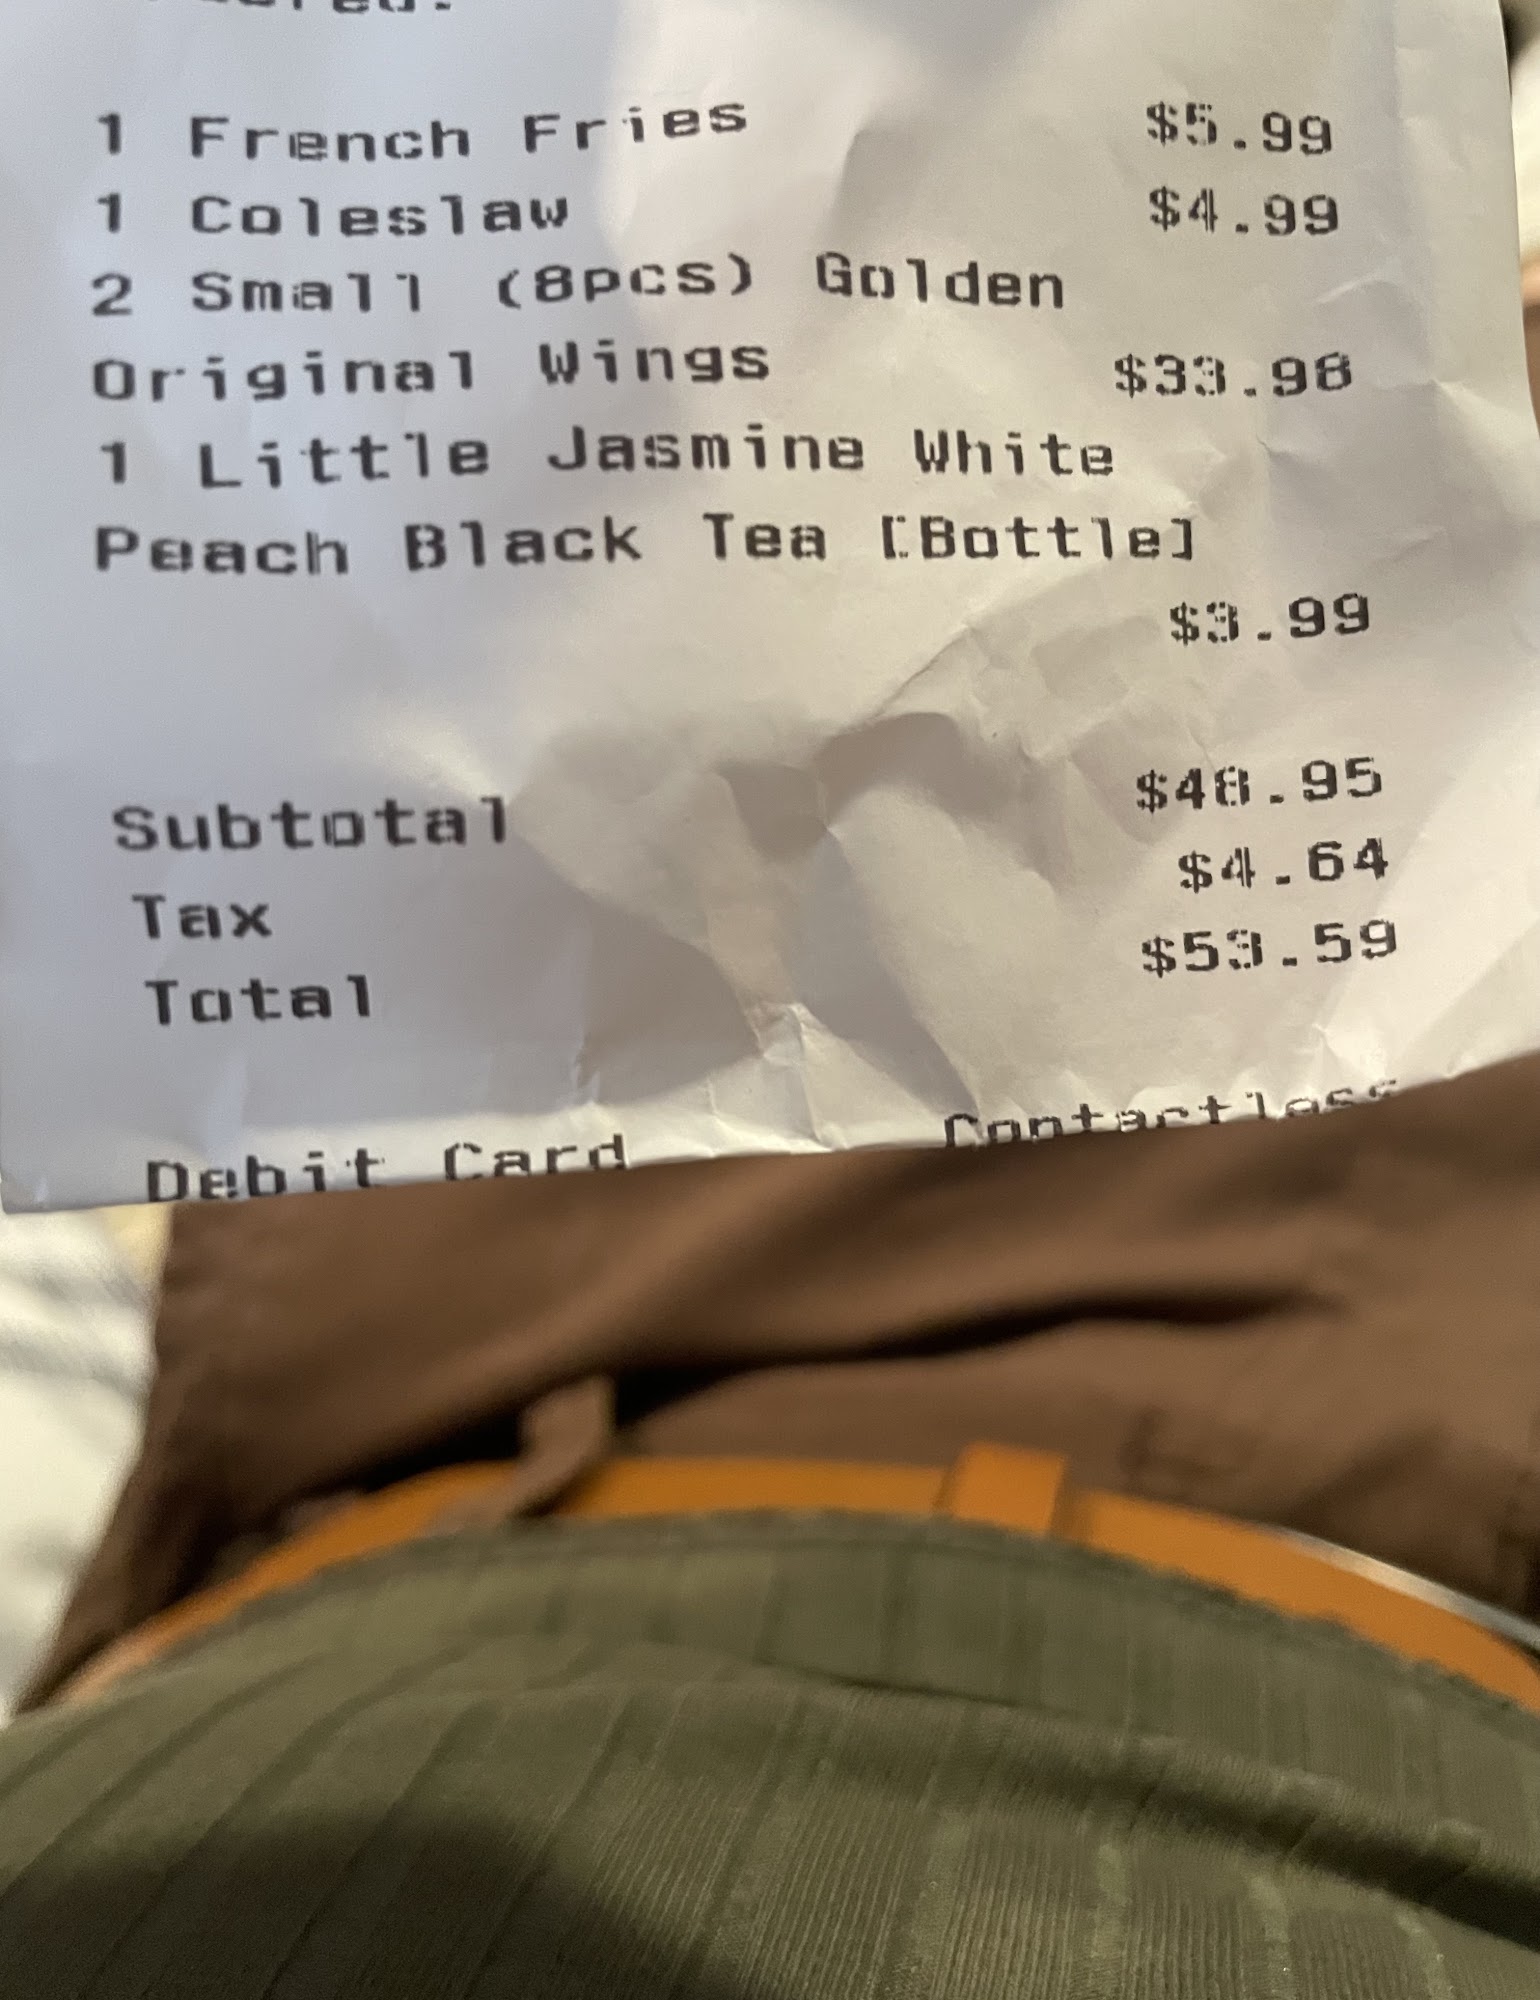 1 French Fries $5.99
1 Coleslaw $4.99
2 Small (8pcs) Golden
Original Wings $33.98
1 Little Jasmine White
Peach Black Tea [Bottle]
$3.99
Subtotal $48.95
Tax $4.64
Total $53.59
Debit Card Contactless